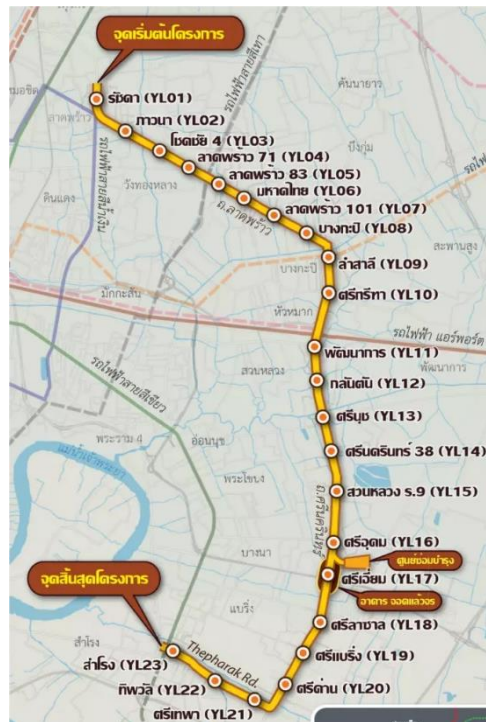 จุดเริ่มต้นโครงการ
รถไฟฟ้าสายสีเทา
คันนายาว
รัชดา (YL01)
ลาดพร้าว
ภาวนา (YL02)
โชคชัย 4 (YL03)
บึงกุ่ม
ลาดพร้าว 71 (YL04)
รถไฟฟ้าสายสีน้ำเงิน
วังทองหลาง
ลาดพร้าว 83 (YL05)
มหาดไทย (YL06)
ดินแดง
ถ.ลาดพร้าว
ลาดพร้าว 101 (YL07)
บางกะปิ (YL08)
สะพานสูง
ลำสาลี (YL09)
บางกะปิ
มักกะสัน
ศรีกรีฑา (YL10)
หัวหมาก
รถไฟฟ้า แอร์พอร์ต
พัฒนาการ (YL11)
รถไฟฟ้าสายสีเขียว
สวนหลวง
พัฒนาการ
กลันตัน (YL12)
ศรีนุช (YL13)
พระราม 4
อ่อนนุช
ศรีนครินทร์ 38 (YL14)
แม่น้ำเจ้าพระยา
พระโขนง
สวนหลวง ร.9 (YL15)
ถ.ศรีนครินทร์
ศรีอุดม (YL16)
บางนา
ศูนย์ซ่อมบำรุง
จุดสิ้นสุดโครงการ
ศรีเอี่ยม (YL17)
อาคาร จอดแล้วจร
แบริ่ง
ศรีลาซาล (YL18)
สำโรง
Thepharak Rd.
ศรีแบริ่ง (YL19)
สำโรง (YL23)
ทิพวัล (YL22)
ศรีด่าน (YL20)
ศรีเทพา (YL21)